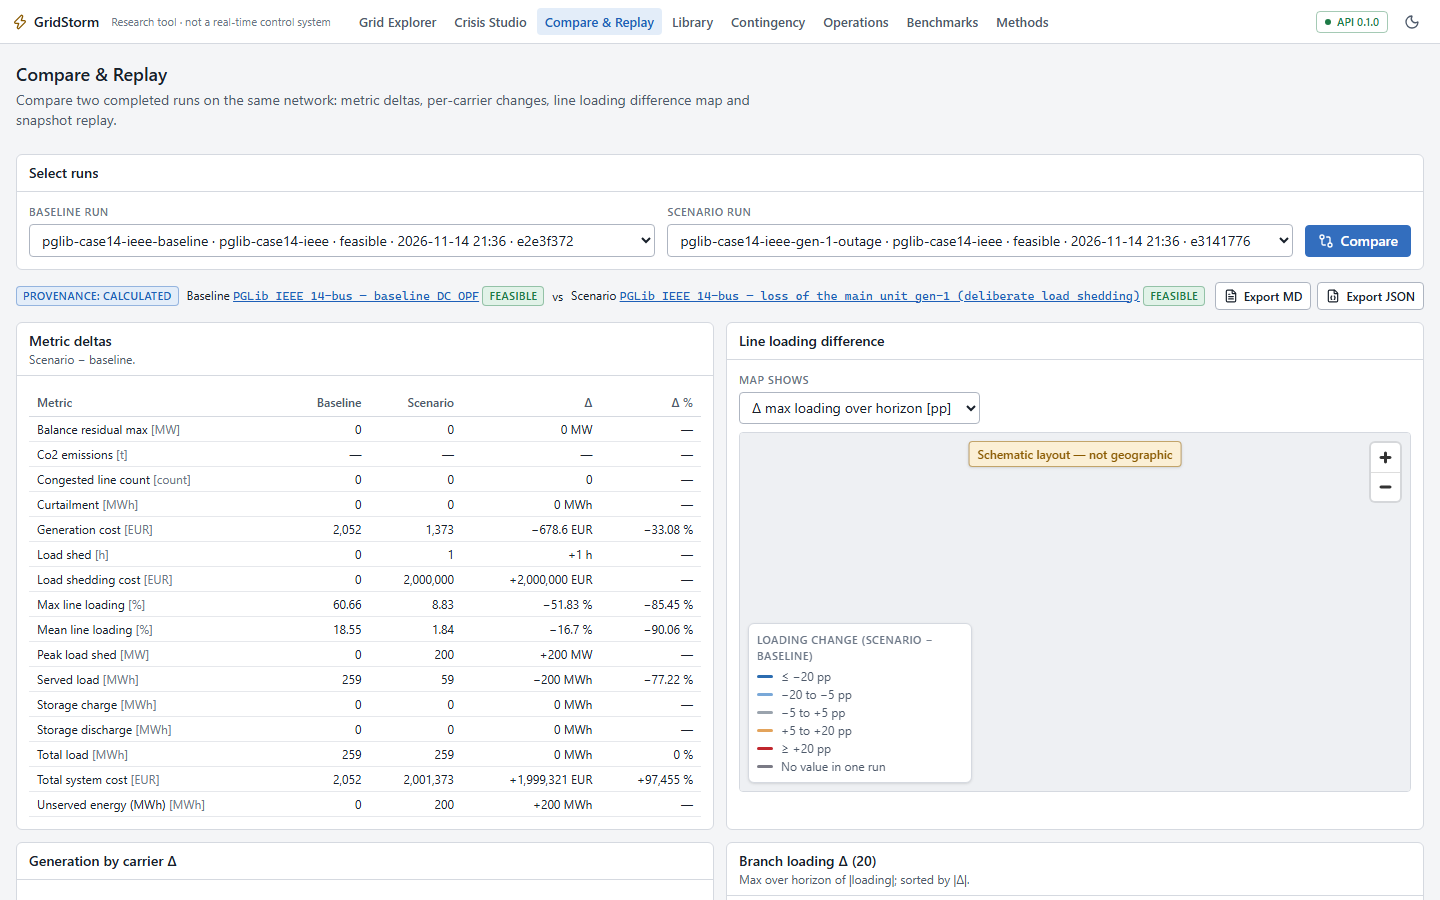 GridStorm Research tool · not a real-time control system Grid Explorer Crisis Studio Compare & Replay Library Contingency Operations Benchmarks Methods API 0.1.0
Compare & Replay
Compare two completed runs on the same network: metric deltas, per-carrier changes, line loading difference map and
snapshot replay.
Select runs
BASELINE RUN
pglib-case14-ieee-baseline · pglib-case14-ieee · feasible · 2026-11-14 21:36 · e2e3f372
SCENARIO RUN
pglib-case14-ieee-gen-1-outage · pglib-case14-ieee · feasible · 2026-11-14 21:36 · e3141776
Compare
PROVENANCE: CALCULATED Baseline PGLib IEEE 14-bus — baseline DC OPF FEASIBLE vs Scenario PGLib IEEE 14-bus — loss of the main unit gen-1 (deliberate load shedding) FEASIBLE Export MD Export JSON
Metric deltas
Scenario − baseline.
Metric Baseline Scenario Δ Δ %
Balance residual max [MW] 0 0 0 MW —
Co2 emissions [t] — — — —
Congested line count [count] 0 0 0 —
Curtailment [MWh] 0 0 0 MWh —
Generation cost [EUR] 2,052 1,373 −678.6 EUR −33.08 %
Load shed [h] 0 1 +1 h —
Load shedding cost [EUR] 0 2,000,000 +2,000,000 EUR —
Max line loading [%] 60.66 8.83 −51.83 % −85.45 %
Mean line loading [%] 18.55 1.84 −16.7 % −90.06 %
Peak load shed [MW] 0 200 +200 MW —
Served load [MWh] 259 59 −200 MWh −77.22 %
Storage charge [MWh] 0 0 0 MWh —
Storage discharge [MWh] 0 0 0 MWh —
Total load [MWh] 259 259 0 MWh 0 %
Total system cost [EUR] 2,052 2,001,373 +1,999,321 EUR +97,455 %
Unserved energy (MWh) [MWh] 0 200 +200 MWh —
Line loading difference
MAP SHOWS
Δ max loading over horizon [pp]
Schematic layout — not geographic
+
−
LOADING CHANGE (SCENARIO −
BASELINE)
≤ −20 pp
−20 to −5 pp
−5 to +5 pp
+5 to +20 pp
≥ +20 pp
No value in one run
Generation by carrier Δ
Branch loading Δ (20)
Max over horizon of |loading|; sorted by |Δ|.